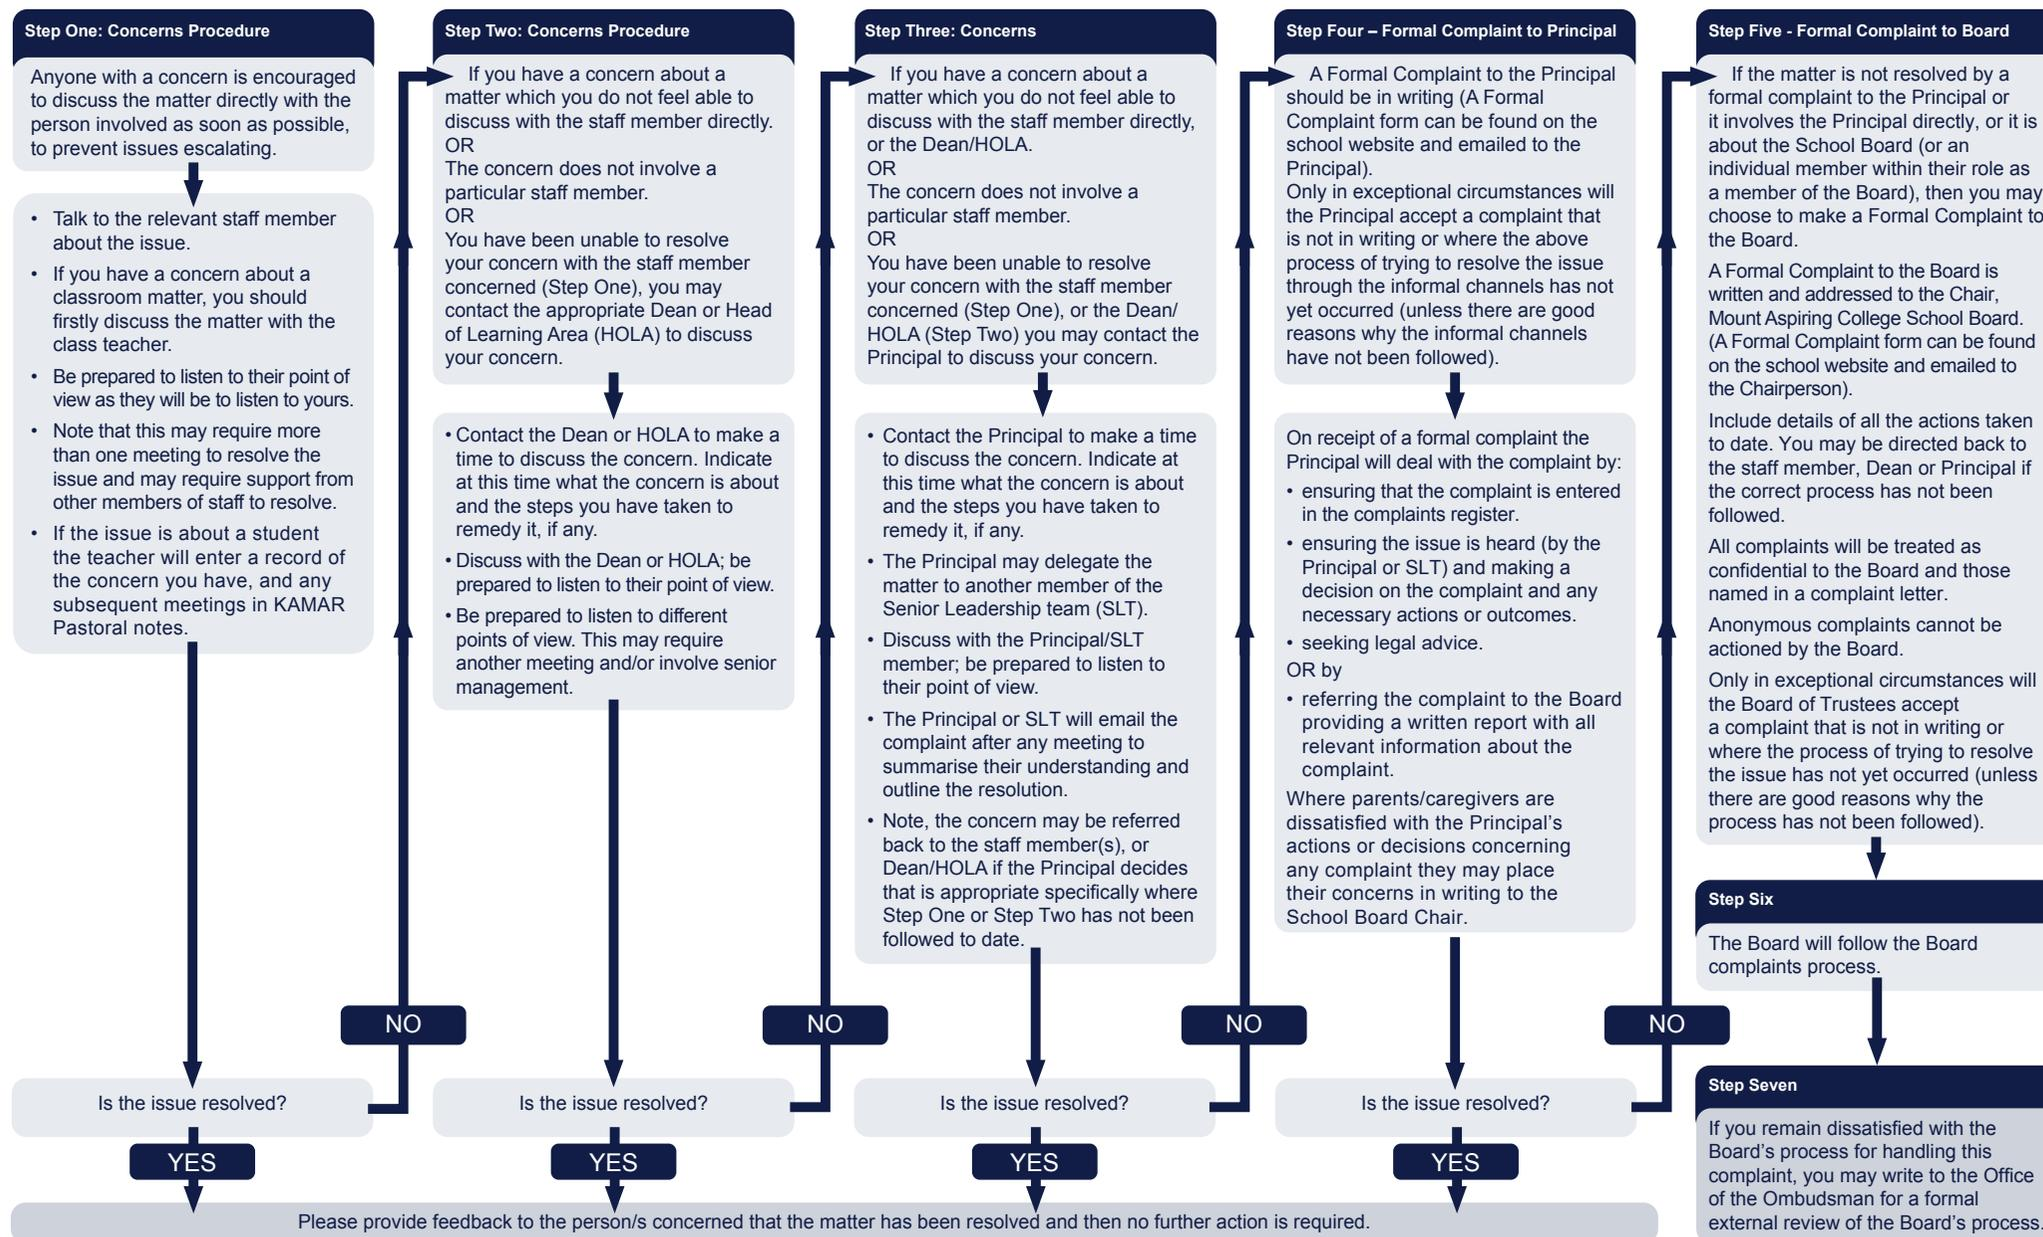 Step One: Concerns Procedure
Anyone with a concern is encouraged
to discuss the matter directly with the
person involved as soon as possible,
to prevent issues escalating.
• Talk to the relevant staff member
about the issue.
• If you have a concern about a
classroom matter, you should
firstly discuss the matter with the
class teacher.
• Be prepared to listen to their point of
view as they will be to listen to yours.
• Note that this may require more
than one meeting to resolve the
issue and may require support from
other members of staff to resolve.
• If the issue is about a student
the teacher will enter a record of
the concern you have, and any
subsequent meetings in KAMAR
Pastoral notes.
Is the issue resolved?
NO
YES
Step Two: Concerns Procedure
If you have a concern about a
matter which you do not feel able to
discuss with the staff member directly.
OR
The concern does not involve a
particular staff member.
OR
You have been unable to resolve
your concern with the staff member
concerned (Step One), you may
contact the appropriate Dean or Head
of Learning Area (HOLA) to discuss
your concern.
• Contact the Dean or HOLA to make a
time to discuss the concern. Indicate
at this time what the concern is about
and the steps you have taken to
remedy it, if any.
• Discuss with the Dean or HOLA; be
prepared to listen to their point of view.
• Be prepared to listen to different
points of view. This may require
another meeting and/or involve senior
management.
Is the issue resolved?
NO
YES
Step Three: Concerns
If you have a concern about a
matter which you do not feel able to
discuss with the staff member directly,
or the Dean/HOLA.
OR
The concern does not involve a
particular staff member.
OR
You have been unable to resolve
your concern with the staff member
concerned (Step One), or the Dean/
HOLA (Step Two) you may contact the
Principal to discuss your concern.
• Contact the Principal to make a time
to discuss the concern. Indicate at
this time what the concern is about
and the steps you have taken to
remedy it, if any.
• The Principal may delegate the
matter to another member of the
Senior Leadership team (SLT).
• Discuss with the Principal/SLT
member; be prepared to listen to
their point of view.
• The Principal or SLT will email the
complaint after any meeting to
summarise their understanding and
outline the resolution.
• Note, the concern may be referred
back to the staff member(s), or
Dean/HOLA if the Principal decides
that is appropriate specifically where
Step One or Step Two has not been
followed to date.
Is the issue resolved?
NO
YES
Step Four – Formal Complaint to Principal
A Formal Complaint to the Principal
should be in writing (A Formal
Complaint form can be found on the
school website and emailed to the
Principal).
Only in exceptional circumstances will
the Principal accept a complaint that
is not in writing or where the above
process of trying to resolve the issue
through the informal channels has not
yet occurred (unless there are good
reasons why the informal channels
have not been followed).
On receipt of a formal complaint the
Principal will deal with the complaint by:
• ensuring that the complaint is entered
in the complaints register.
• ensuring the issue is heard (by the
Principal or SLT) and making a
decision on the complaint and any
necessary actions or outcomes.
• seeking legal advice.
OR by
• referring the complaint to the Board
providing a written report with all
relevant information about the
complaint.
Where parents/caregivers are
dissatisfied with the Principal’s
actions or decisions concerning
any complaint they may place
their concerns in writing to the
School Board Chair.
Is the issue resolved?
NO
YES
Step Five - Formal Complaint to Board
If the matter is not resolved by a
formal complaint to the Principal or
it involves the Principal directly, or it is
about the School Board (or an
individual member within their role as
a member of the Board), then you may
choose to make a Formal Complaint to
the Board.
A Formal Complaint to the Board is
written and addressed to the Chair,
Mount Aspiring College School Board.
(A Formal Complaint form can be found
on the school website and emailed to
the Chairperson).
Include details of all the actions taken
to date. You may be directed back to
the staff member, Dean or Principal if
the correct process has not been
followed.
All complaints will be treated as
confidential to the Board and those
named in a complaint letter.
Anonymous complaints cannot be
actioned by the Board.
Only in exceptional circumstances will
the Board of Trustees accept
a complaint that is not in writing or
where the process of trying to resolve
the issue has not yet occurred (unless
there are good reasons why the
process has not been followed).
Step Six
The Board will follow the Board
complaints process.
Step Seven
If you remain dissatisfied with the
Board’s process for handling this
complaint, you may write to the Office
of the Ombudsman for a formal
external review of the Board’s process.
Please provide feedback to the person/s concerned that the matter has been resolved and then no further action is required.